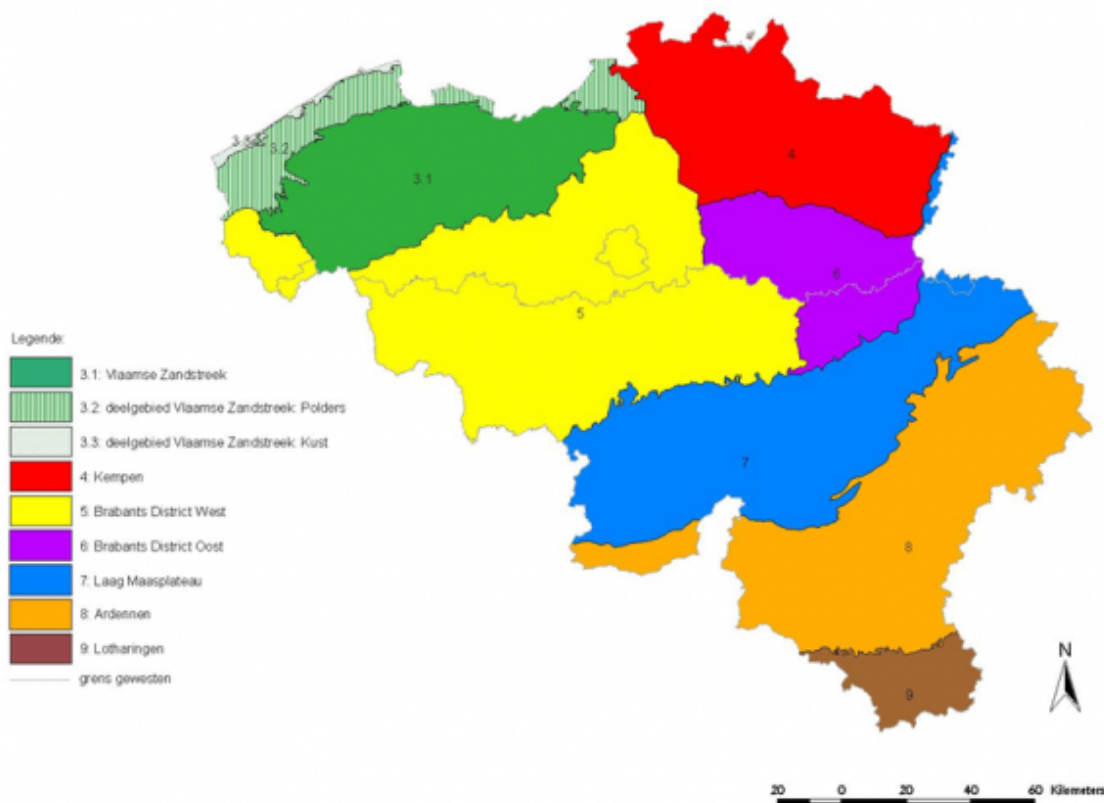 4
3.2
3.1
6
5
Legende:
3.1: Vlaamse Zandstreek
3.2: deelgebied Vlaamse Zandstreek: Polders
3.3: deelgebied Vlaamse Zandstreek: Kust
4: Kempen
5: Brabants District West
6: Brabants District Oost
7: Laag Maasplateau
8: Ardennen
9: Lotharingen
grens gewesten
7
8
9
N
20 0 20 40 60 Kilometers